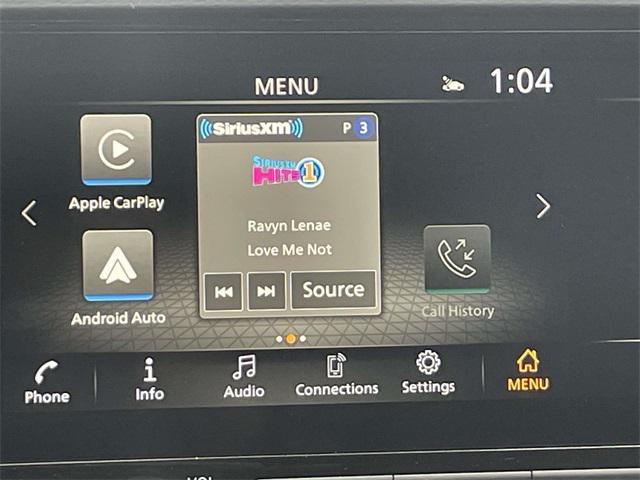 MENU
1:04
SiriusXM
P 3
SIRIUSXM
HITS 1
Apple CarPlay
Ravyn Lenae
Love Me Not
Source
Android Auto
Call History
Phone
Info
Audio
Connections
Settings
MENU